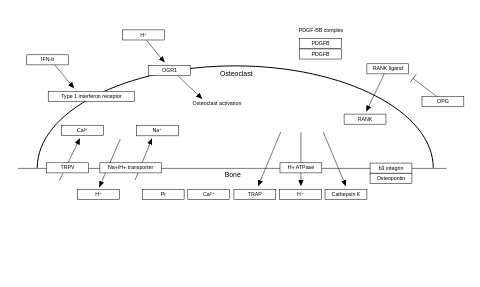 PDGF-BB complex
H⁺
PDGFB
PDGFB
IFN-b
OGR1
Osteoclast
RANK ligand
Type 1 interferon receptor
Osteoclast activation
OPG
RANK
Ca²⁺
Na⁺
TRPV
Na+/H+ transporter
H+ ATPase
b3 integrin
Bone
Osteopontin
H⁺
Pi
Ca²⁺
TRAP
H⁺
Cathepsin K